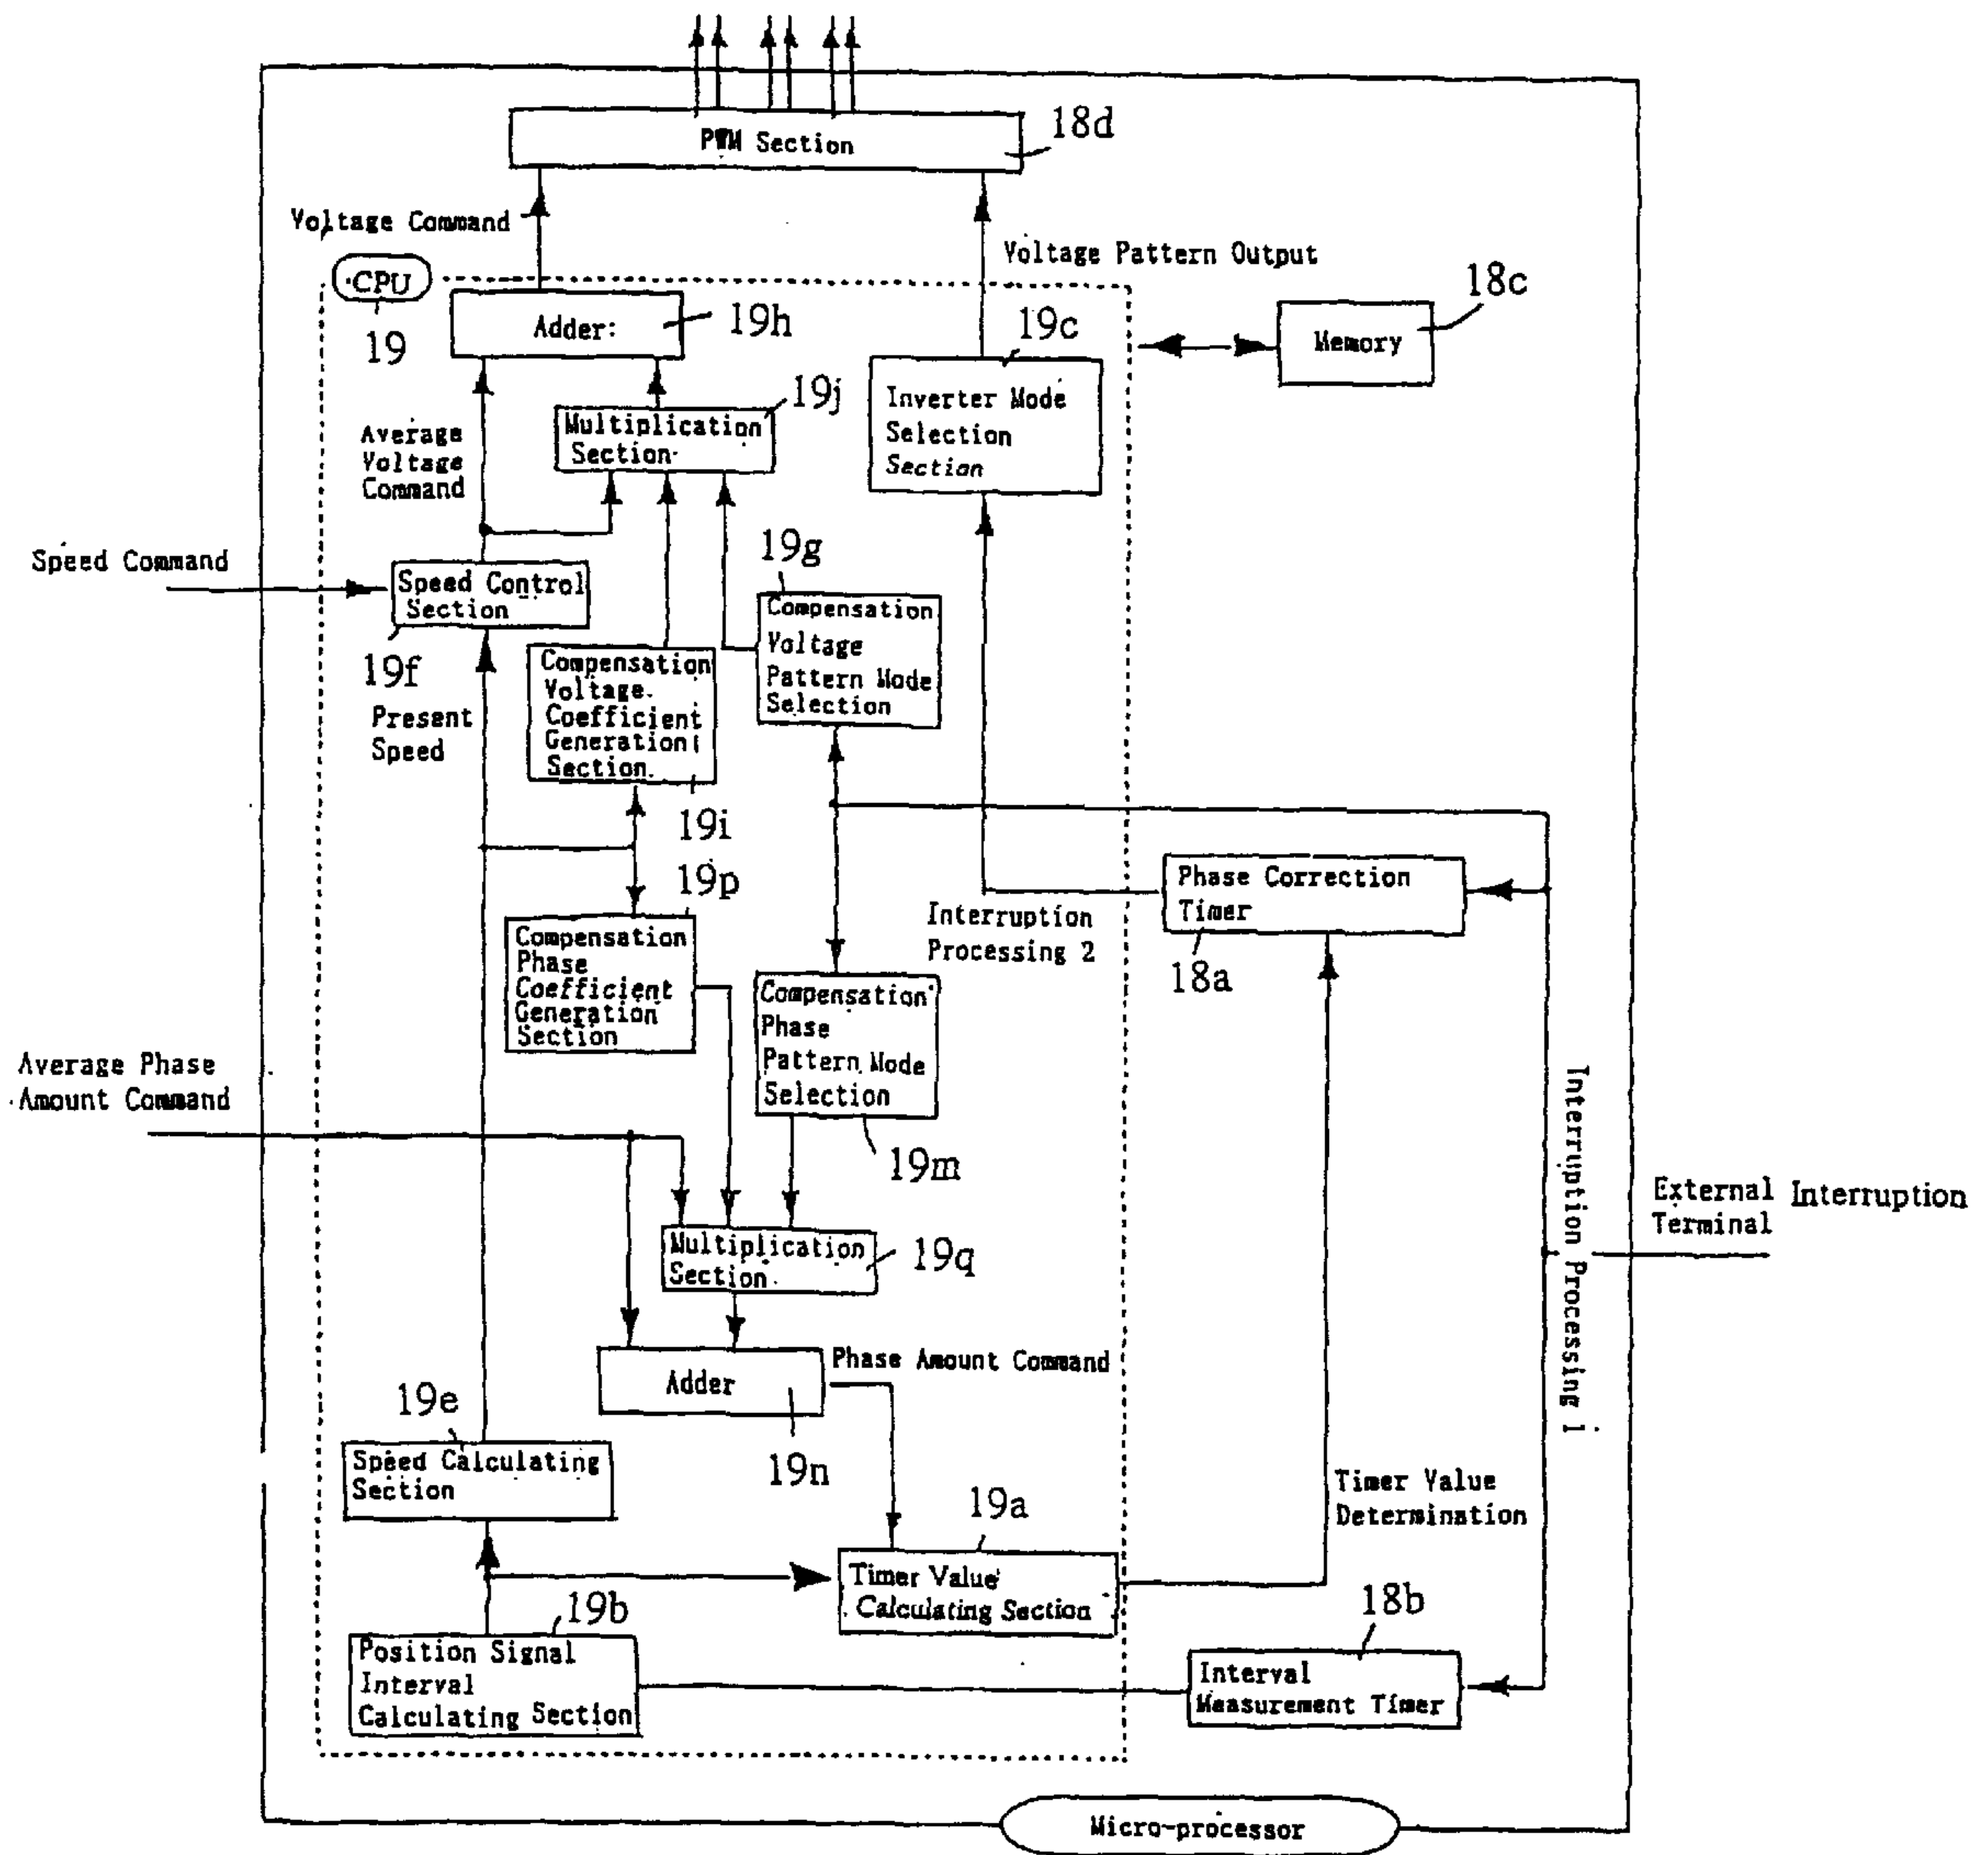 PWM Section
18d
Voltage Command
Voltage Pattern Output
CPU
19
Adder:
19h
19c
18c
Memory
Inverter Mode
Selection
Section
Average
Voltage
Command
Multiplication
Section
19j
Speed Command
Speed Control
Section
19f
19g
Compensation
Voltage
Pattern Mode
Selection
Present
Speed
Compensation
Voltage
Coefficient
Generation
Section
19i
19p
Compensation
Phase
Coefficient
Generation
Section
Interruption
Processing 2
Phase Correction
Timer
18a
Compensation
Phase
Pattern Mode
Selection
19m
Average Phase
Amount Command
Interruption Processing 1
External Interruption
Terminal
Multiplication
Section
19q
Adder
Phase Amount Command
19n
19e
Speed Calculating
Section
19a
Timer Value
Calculating Section
Timer Value
Determination
19b
Position Signal
Interval
Calculating Section
18b
Interval
Measurement Timer
Micro-processor